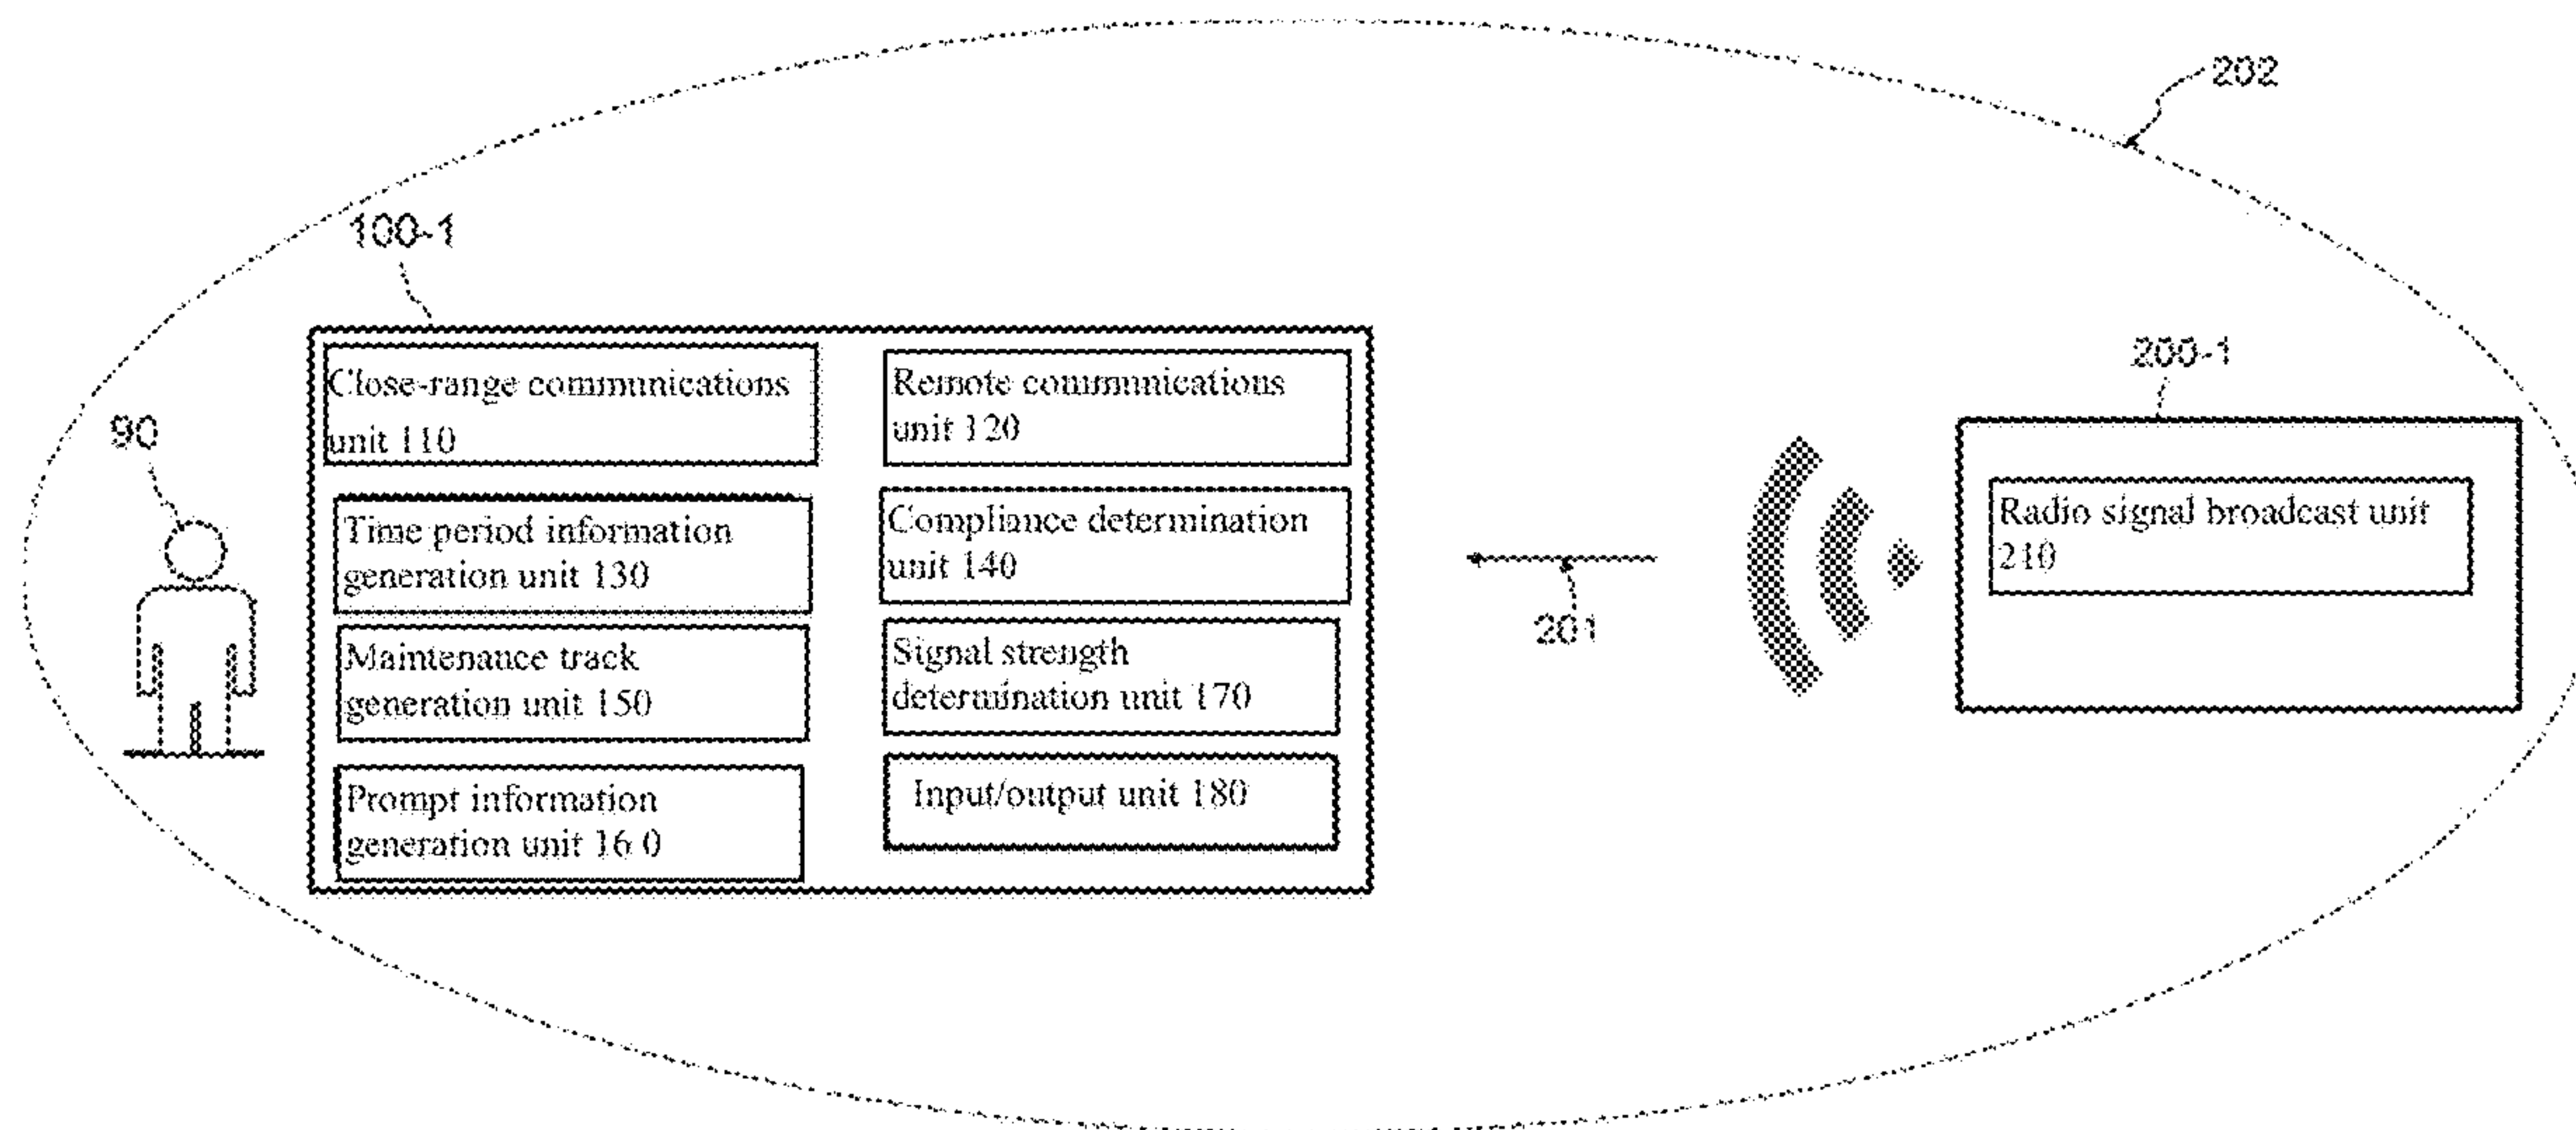 202
100-1
200-1
90
Close-range communications
unit 110
Remote communications
unit 120
Time period information
generation unit 130
Compliance determination
unit 140
Maintenance track
generation unit 150
Signal strength
determination unit 170
Prompt information
generation unit 16 0
Input/output unit 180
201
Radio signal broadcast unit
210